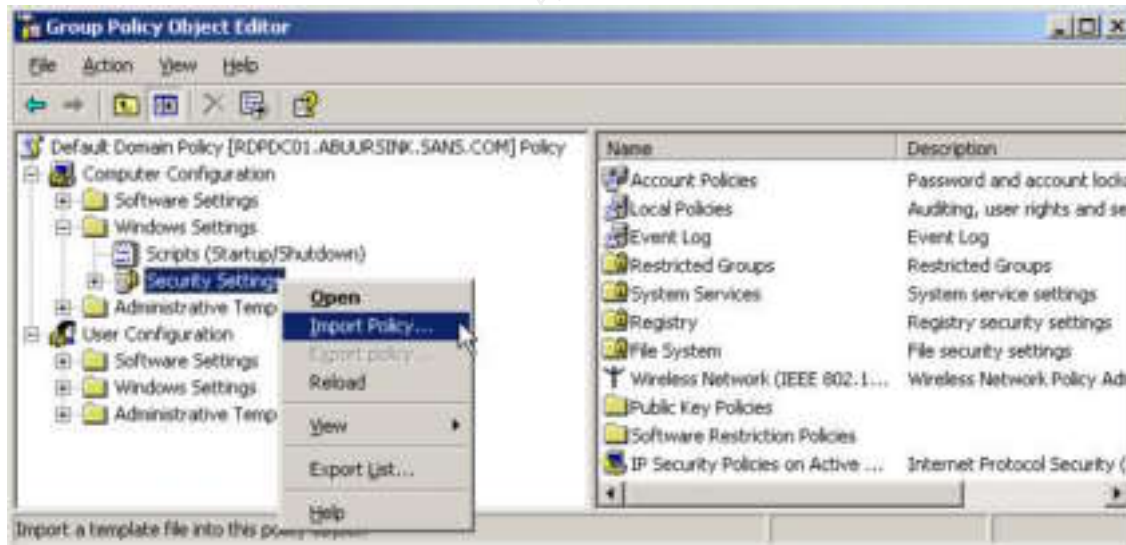 Group Policy Object Editor
File Action View Help
Default Domain Policy [RDPDC01.ABUURSINK.SANS.COM] Policy
Computer Configuration
Software Settings
Windows Settings
Scripts (Startup/Shutdown)
Security Settings
Administrative Temp
User Configuration
Software Settings
Windows Settings
Administrative Temp
Open
Import Policy...
Export policy...
Reload
View
Export List...
Help
Name Description
Account Policies Password and account locko
Local Policies Auditing, user rights and se
Event Log Event Log
Restricted Groups Restricted Groups
System Services System service settings
Registry Registry security settings
File System File security settings
Wireless Network (IEEE 802.1... Wireless Network Policy Ad
Public Key Policies
Software Restriction Policies
IP Security Policies on Active ... Internet Protocol Security (
Import a template file into this